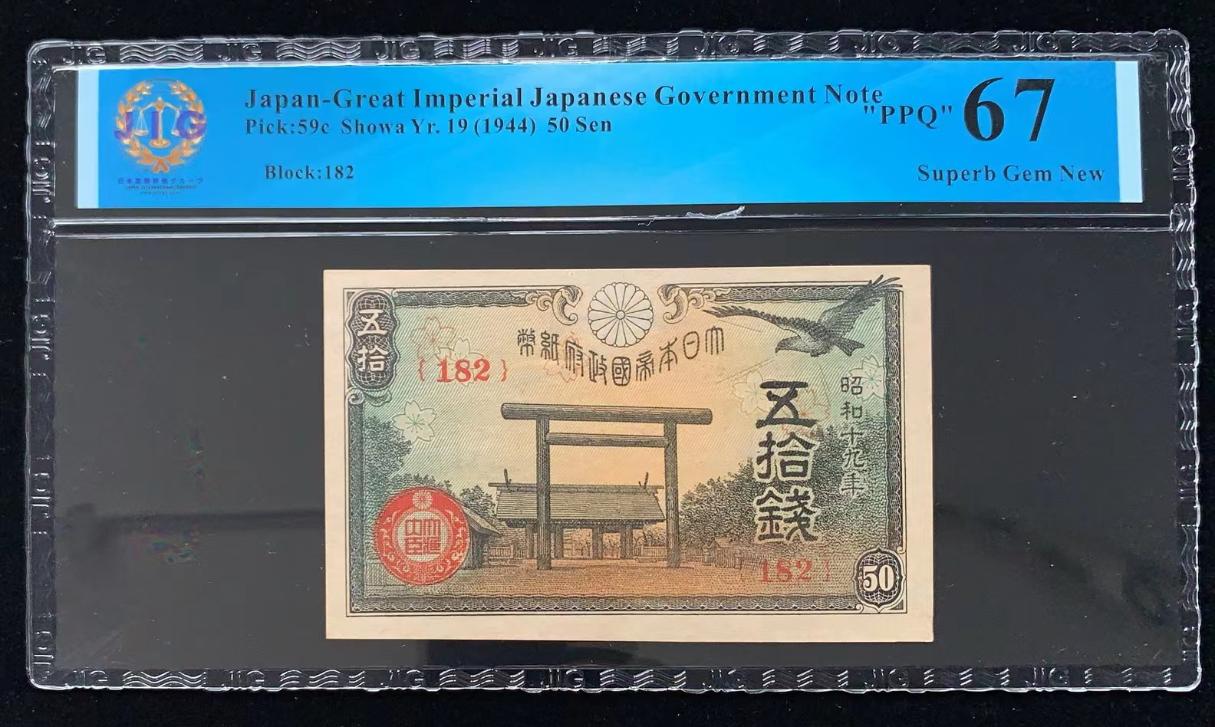 Japan-Great Imperial Japanese Government Note
Pick:59c Showa Yr. 19 (1944) 50 Sen
Block:182
"PPQ" 67
Superb Gem New
JIG
五拾
大日本帝國政府紙幣
{182}
昭和十九年
五拾錢
{182}
50